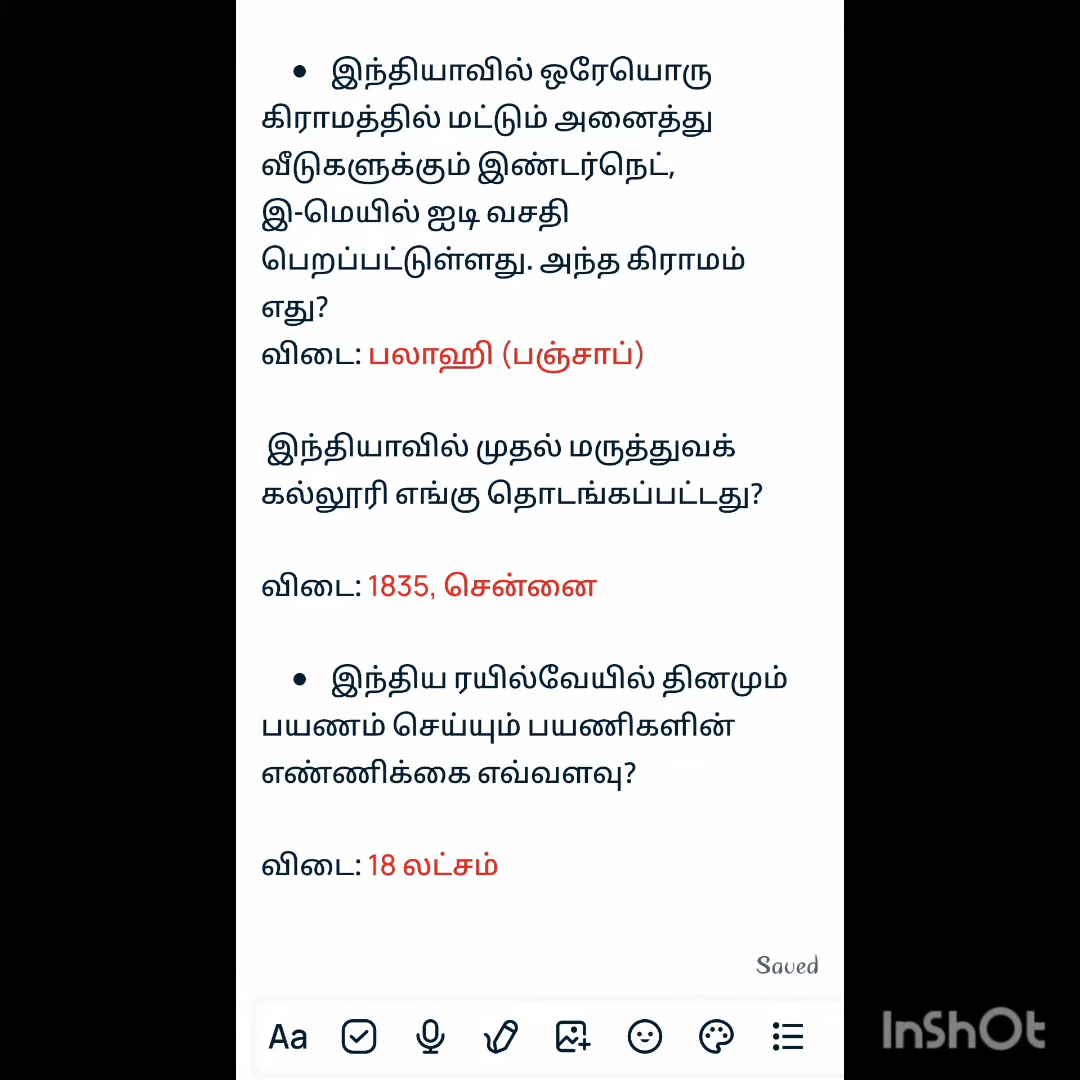 • இந்தியாவில் ஒரேயொரு
கிராமத்தில் மட்டும் அனைத்து
வீடுகளுக்கும் இண்டர்நெட்,
இ-மெயில் ஐடி வசதி
பெறப்பட்டுள்ளது. அந்த கிராமம்
எது?
விடை: பலாஹி (பஞ்சாப்)
இந்தியாவில் முதல் மருத்துவக்
கல்லூரி எங்கு தொடங்கப்பட்டது?
விடை: 1835, சென்னை
• இந்திய ரயில்வேயில் தினமும்
பயணம் செய்யும் பயணிகளின்
எண்ணிக்கை எவ்வளவு?
விடை: 18 லட்சம்
Saved
Aa
InShOt